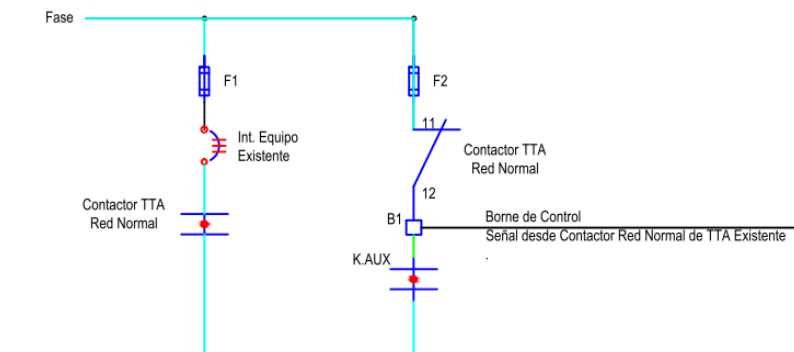 Fase
F1
F2
11
Int. Equipo
Existente
Contactor TTA
Red Normal
12
Contactor TTA
Red Normal
B1
Borne de Control
Señal desde Contactor Red Normal de TTA Existente
.
K.AUX